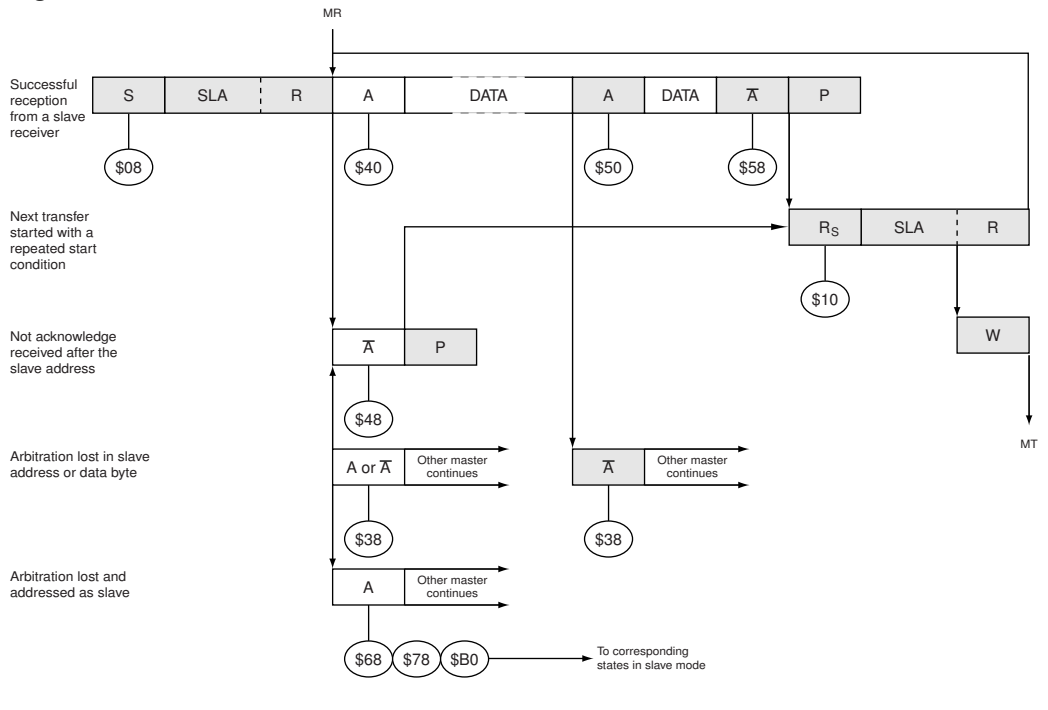 MR
Successful
reception
from a slave
receiver
S SLA R A DATA A DATA A̅ P
$08 $40 $50 $58
Next transfer
started with a
repeated start
condition
RS SLA R
$10
Not acknowledge
received after the
slave address
A̅ P
W
$48
MT
Arbitration lost in slave
address or data byte
A or A̅
Other master
continues
A̅
Other master
continues
$38 $38
Arbitration lost and
addressed as slave
A
Other master
continues
$68 $78 $B0
To corresponding
states in slave mode